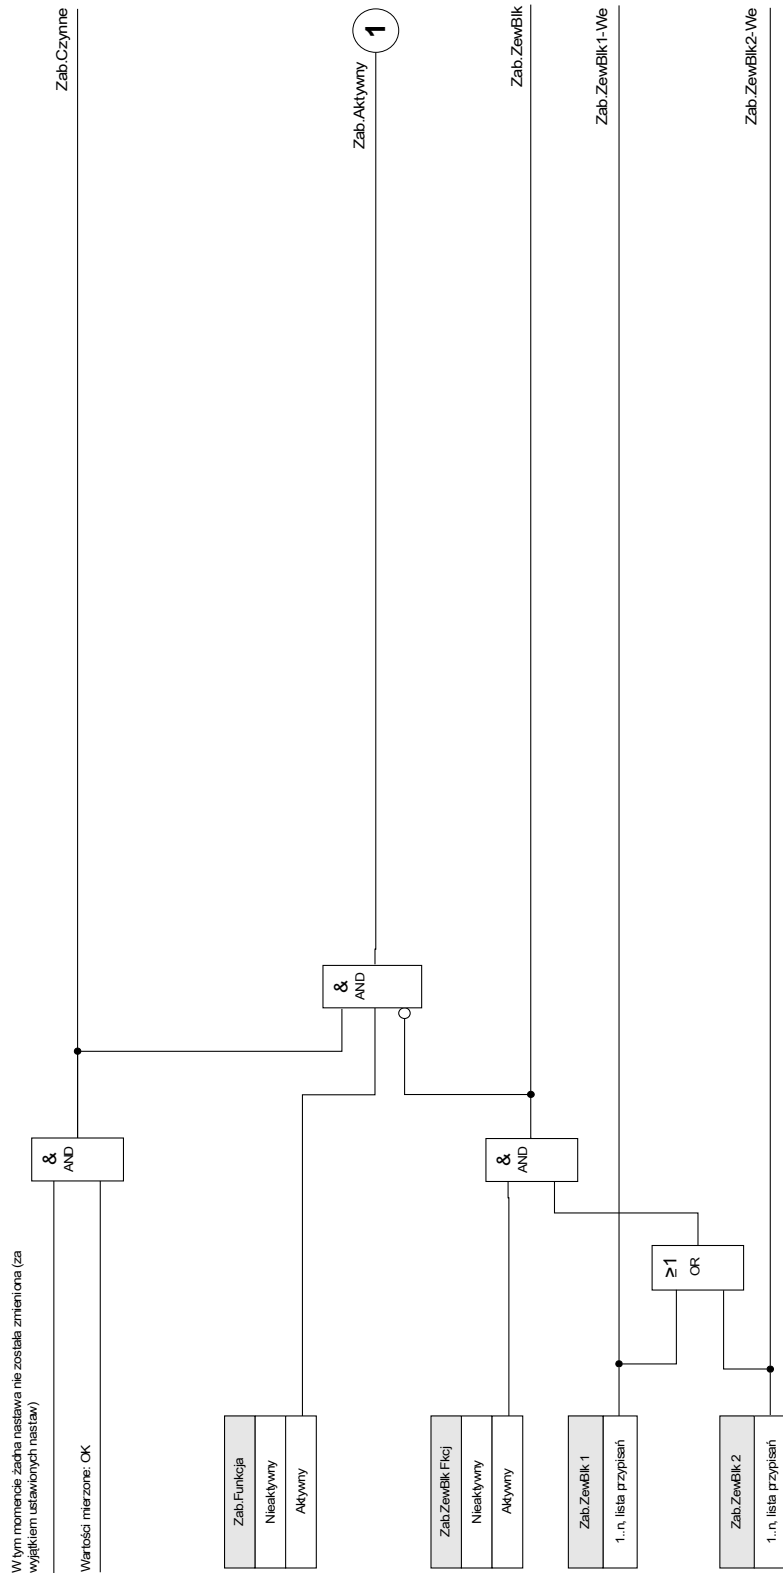 W tym momencie żadna nastawa nie została zmieniona (za
wyjątkiem ustawionych nastaw)
Wartości mierzone: OK
&
AND
Zab.Czynne
Zab.Funkcja
Nieaktywny
Aktywny
&
AND
Zab.Aktywny
1
Zab.ZewBlk Fkcj
Nieaktywny
Aktywny
&
AND
Zab.ZewBlk
Zab.ZewBlk 1
1..n, lista przypisań
Zab.ZewBlk1-We
≥1
OR
Zab.ZewBlk 2
1..n, lista przypisań
Zab.ZewBlk2-We